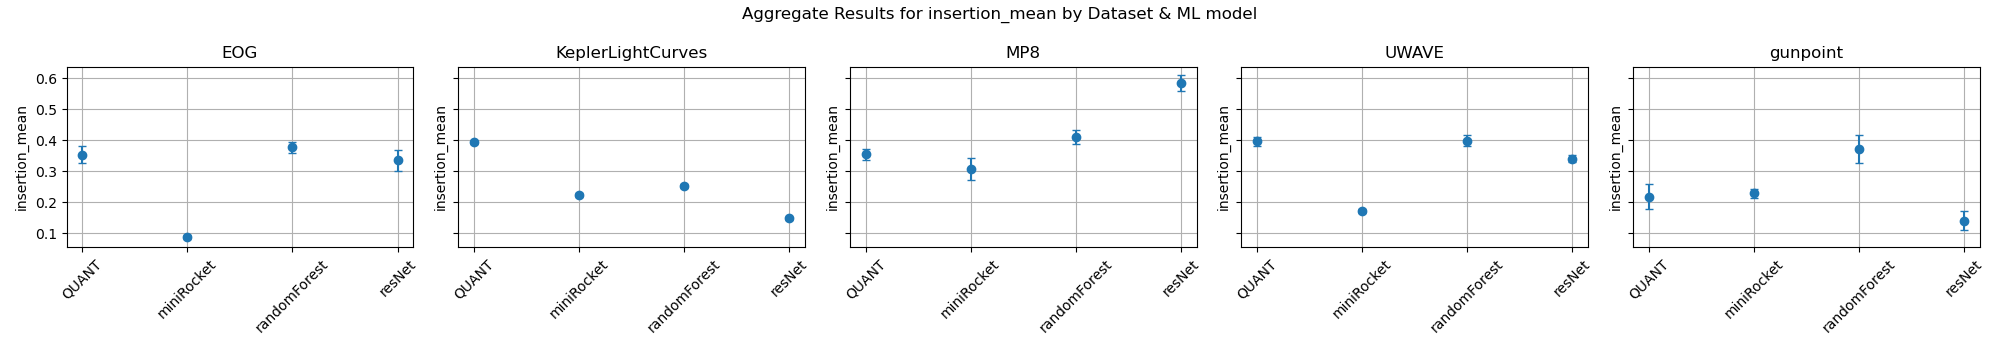 Aggregate Results for insertion_mean by Dataset & ML model
EOG
insertion_mean
0.6
0.5
0.4
0.3
0.2
0.1
QUANT
miniRocket
randomForest
resNet
KeplerLightCurves
insertion_mean
QUANT
miniRocket
randomForest
resNet
MP8
insertion_mean
QUANT
miniRocket
randomForest
resNet
UWAVE
insertion_mean
QUANT
miniRocket
randomForest
resNet
gunpoint
insertion_mean
QUANT
miniRocket
randomForest
resNet